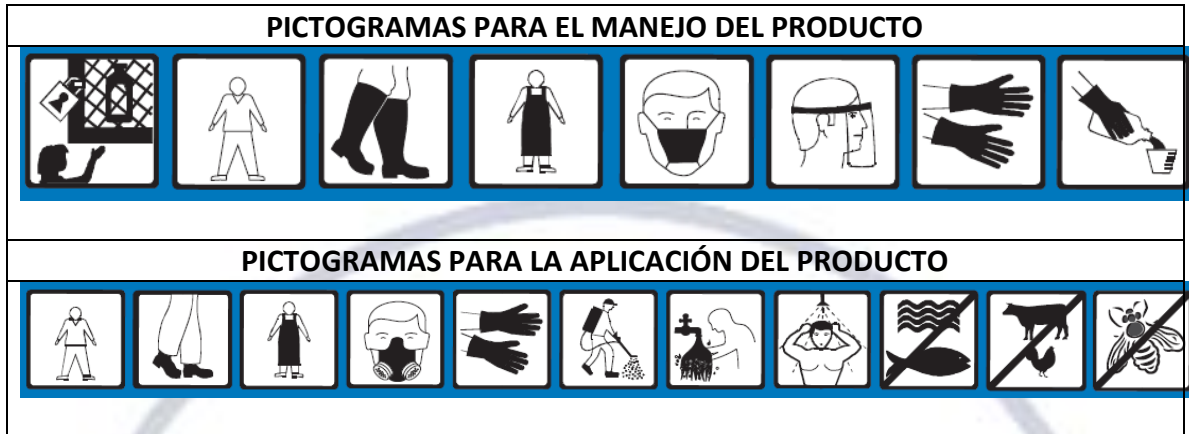 PICTOGRAMAS PARA EL MANEJO DEL PRODUCTO
PICTOGRAMAS PARA LA APLICACIÓN DEL PRODUCTO